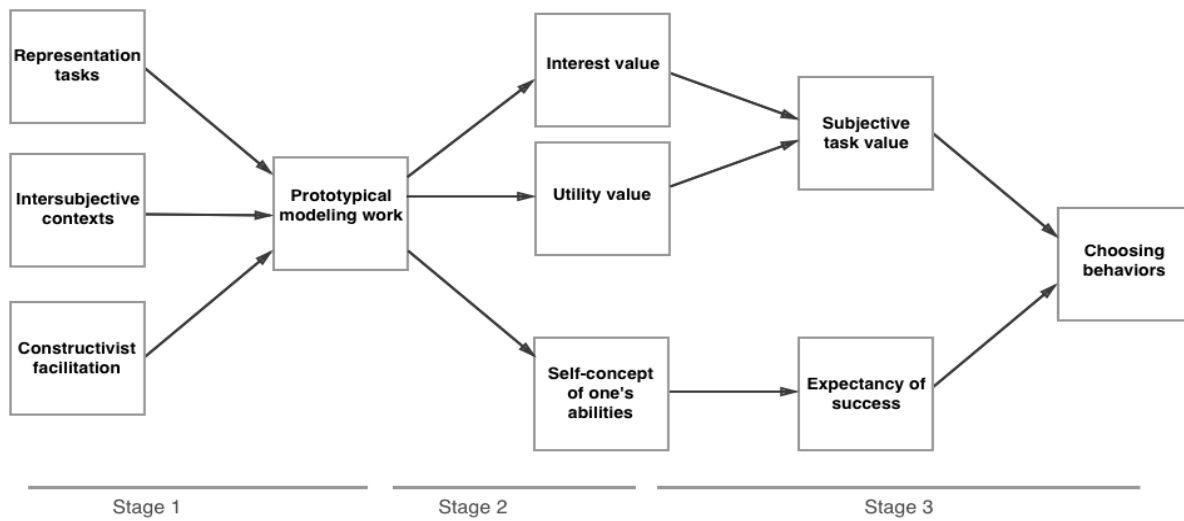 Representation
tasks
Intersubjective
contexts
Constructivist
facilitation
Prototypical
modeling work
Interest value
Utility value
Self-concept
of one's
abilities
Subjective
task value
Expectancy of
success
Choosing
behaviors
Stage 1
Stage 2
Stage 3